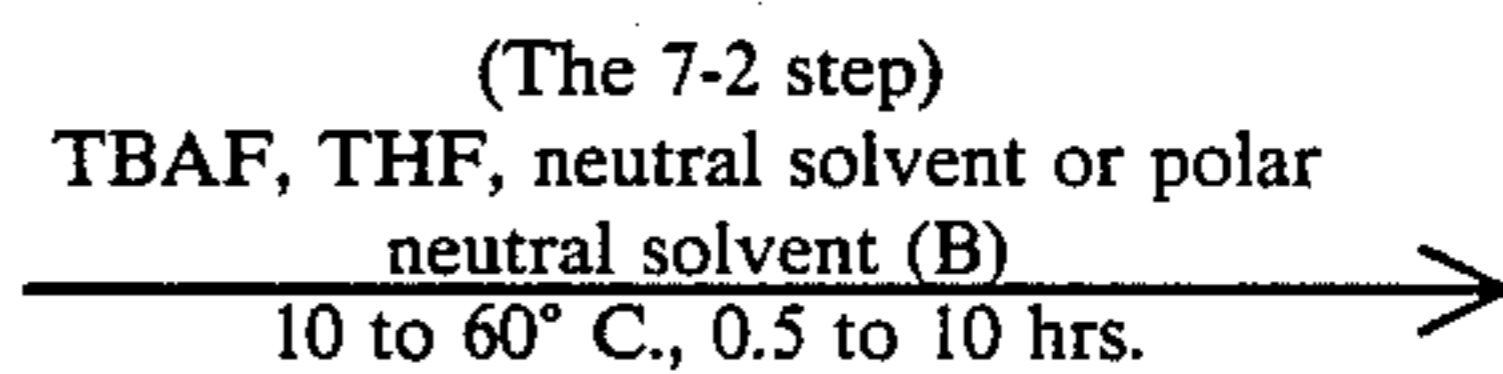 (The 7-2 step)
TBAF, THF, neutral solvent or polar
neutral solvent (B)
10 to 60° C., 0.5 to 10 hrs.